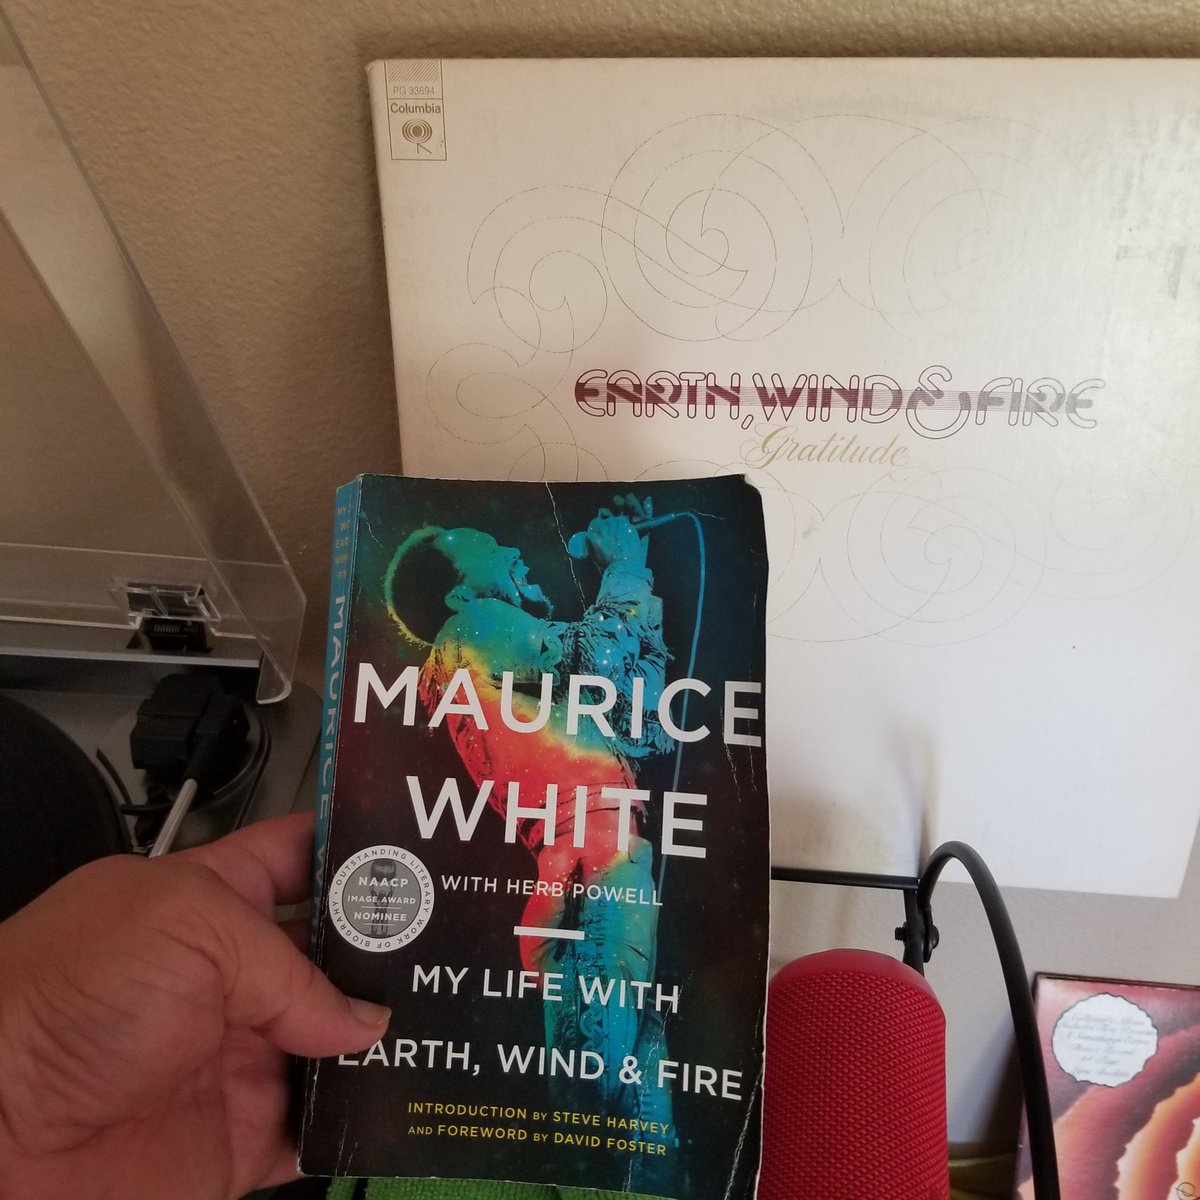 PG 33694
Columbia
EARTH, WIND & FIRE
Gratitude
MAURICE
MAURICE
WHITE
WITH HERB POWELL
OUTSTANDING LITERARY WORK OF BIOGRAPHY
NAACP
IMAGE AWARD
NOMINEE
MY LIFE WITH
EARTH, WIND & FIRE
INTRODUCTION BY STEVE HARVEY
AND FOREWORD BY DAVID FOSTER